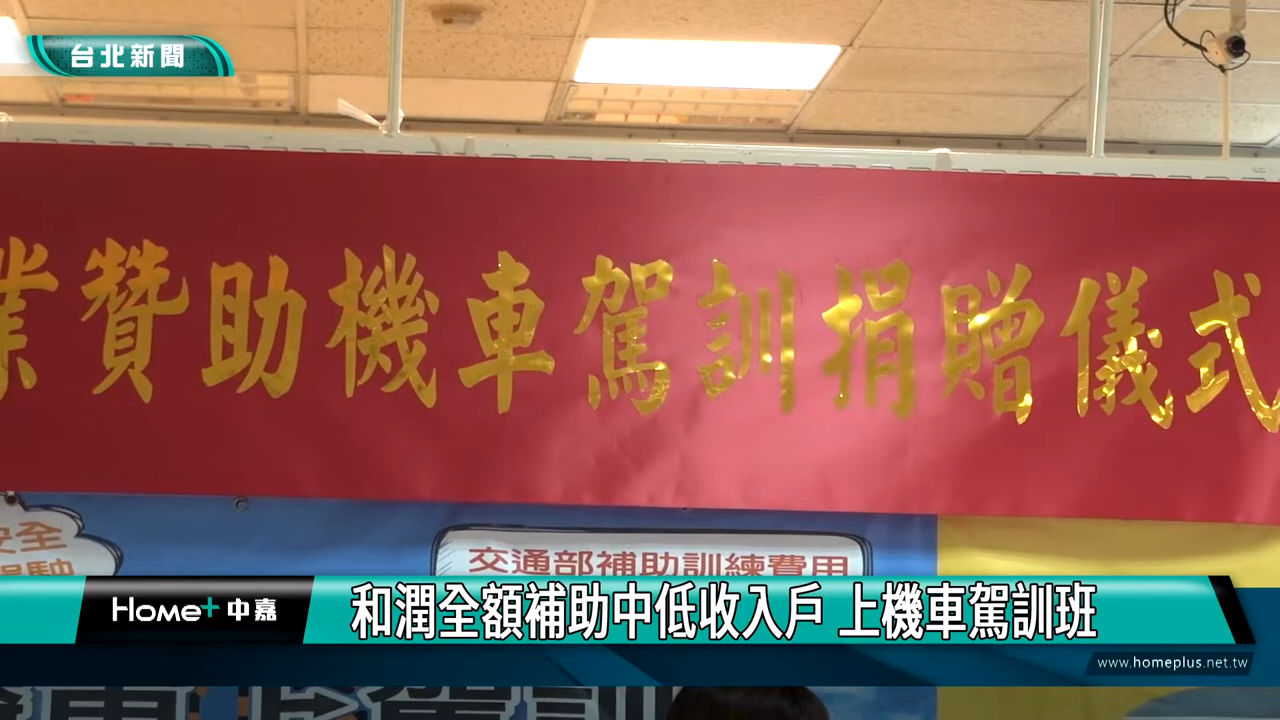 台北新聞
業贊助機車駕訓捐贈儀式
安全
交通部補助訓練費用
Home+中嘉
和潤全額補助中低收入戶 上機車駕訓班
www.homeplus.net.tw